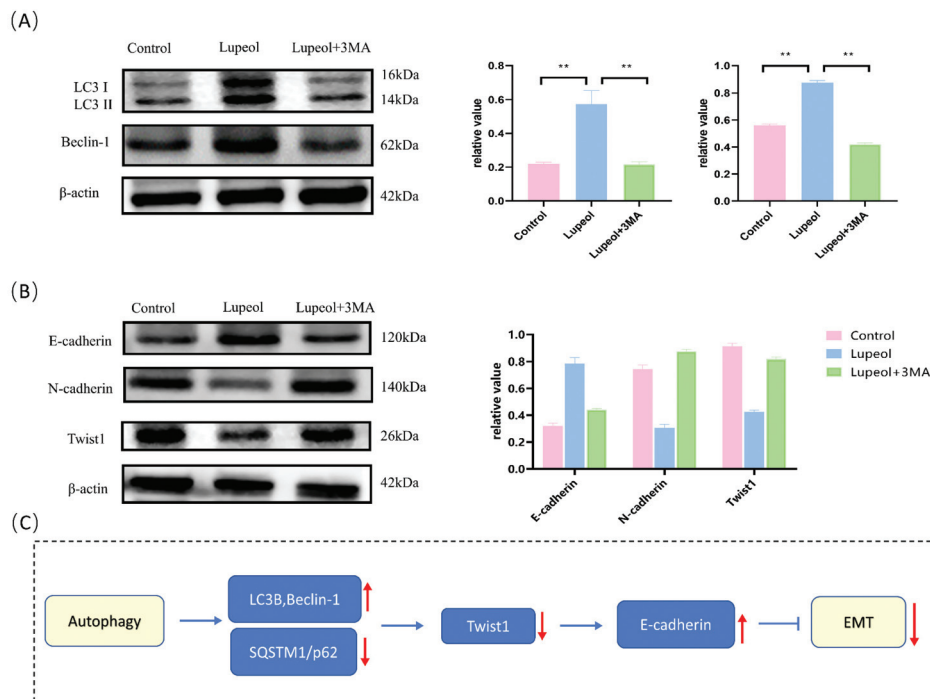 (A)
Control Lupeol Lupeol+3MA
LC3 I 16kDa
LC3 II 14kDa
Beclin-1 62kDa
β-actin 42kDa
** **
relative value
0.8
0.6
0.4
0.2
0.0
Control Lupeol Lupeol+3MA
** **
relative value
1.0
0.8
0.6
0.4
0.2
0.0
Control Lupeol Lupeol+3MA
(B)
Control Lupeol Lupeol+3MA
E-cadherin 120kDa
N-cadherin 140kDa
Twist1 26kDa
β-actin 42kDa
relative value
1.0
0.8
0.6
0.4
0.2
0.0
E-cadherin N-cadherin Twist1
Control
Lupeol
Lupeol+3MA
(C)
Autophagy
LC3B,Beclin-1
SQSTM1/p62
Twist1
E-cadherin
EMT